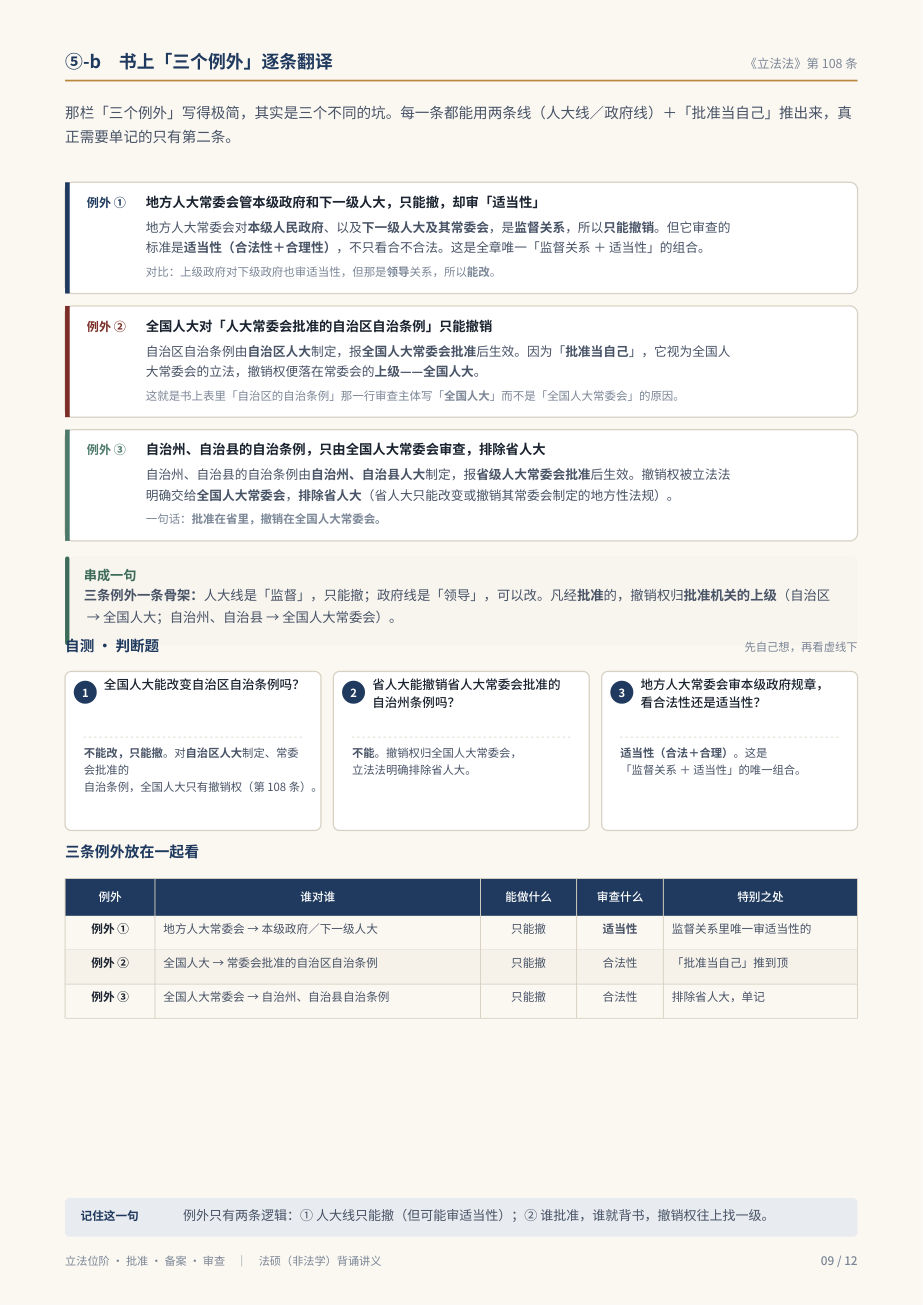 ⑤-b 书上「三个例外」逐条翻译
《立法法》第 108 条
那栏「三个例外」写得极简，其实是三个不同的坑。每一条都能用两条线（人大线／政府线）＋「批准当自己」推出来，真
正需要单记的只有第二条。
例外 ①
地方人大常委会管本级政府和下一级人大，只能撤，却审「适当性」
地方人大常委会对本级人民政府、以及下一级人大及其常委会，是监督关系，所以只能撤销。但它审查的
标准是适当性（合法性＋合理性），不只看合不合法。这是全章唯一「监督关系 ＋ 适当性」的组合。
对比：上级政府对下级政府也审适当性，但那是领导关系，所以能改。
例外 ②
全国人大对「人大常委会批准的自治区自治条例」只能撤销
自治区自治条例由自治区人大制定，报全国人大常委会批准后生效。因为「批准当自己」，它视为全国人
大常委会的立法，撤销权便落在常委会的上级——全国人大。
这就是书上表里「自治区的自治条例」那一行审查主体写「全国人大」而不是「全国人大常委会」的原因。
例外 ③
自治州、自治县的自治条例，只由全国人大常委会审查，排除省人大
自治州、自治县的自治条例由自治州、自治县人大制定，报省级人大常委会批准后生效。撤销权被立法法
明确交给全国人大常委会，排除省人大（省人大只能改变或撤销其常委会制定的地方性法规）。
一句话：批准在省里，撤销在全国人大常委会。
串成一句
三条例外一条骨架：人大线是「监督」，只能撤；政府线是「领导」，可以改。凡经批准的，撤销权归批准机关的上级（自治区
→ 全国人大；自治州、自治县 → 全国人大常委会）。
自测 · 判断题
先自己想，再看虚线下
1 全国人大能改变自治区自治条例吗？
不能改，只能撤。对自治区人大制定、常委
会批准的
自治条例，全国人大只有撤销权（第 108 条）。
2 省人大能撤销省人大常委会批准的
自治州条例吗？
不能。撤销权归全国人大常委会，
立法法明确排除省人大。
3 地方人大常委会审本级政府规章，
看合法性还是适当性？
适当性（合法＋合理）。这是
「监督关系 ＋ 适当性」的唯一组合。
三条例外放在一起看
例外 谁对谁 能做什么 审查什么 特别之处
例外 ① 地方人大常委会 → 本级政府／下一级人大 只能撤 适当性 监督关系里唯一审适当性的
例外 ② 全国人大 → 常委会批准的自治区自治条例 只能撤 合法性 「批准当自己」推到顶
例外 ③ 全国人大常委会 → 自治州、自治县自治条例 只能撤 合法性 排除省人大，单记
记住这一句 例外只有两条逻辑：① 人大线只能撤（但可能审适当性）；② 谁批准，谁就背书，撤销权往上找一级。
立法位阶 · 批准 · 备案 · 审查 ｜ 法硕（非法学）背诵讲义
09 / 12